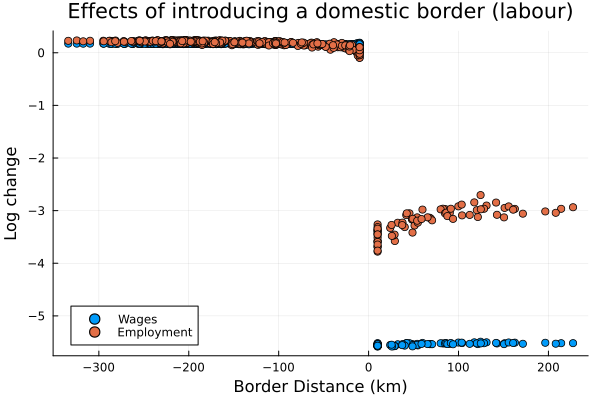 Effects of introducing a domestic border (labour)
Log change
0
−1
−2
−3
−4
−5
Wages
Employment
−300
−200
−100
0
100
200
Border Distance (km)